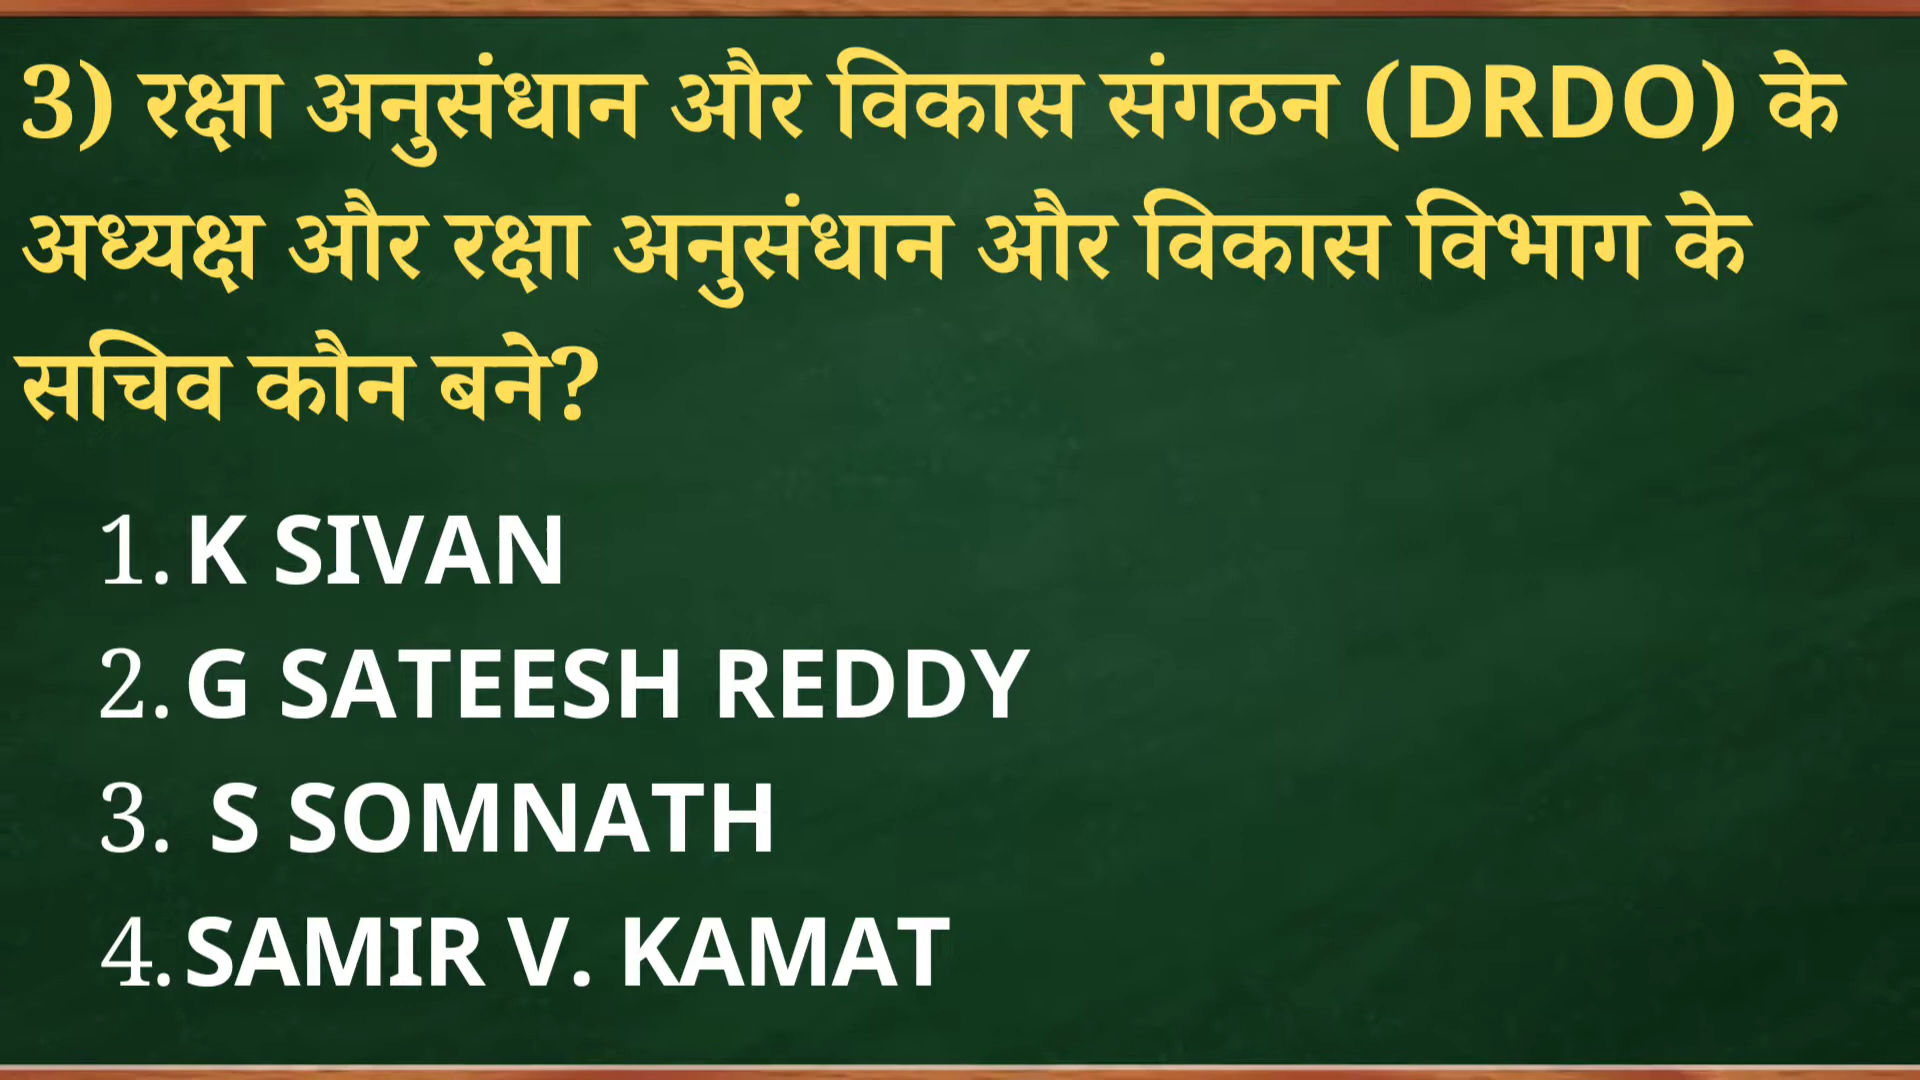 3) रक्षा अनुसंधान और विकास संगठन (DRDO) के
अध्यक्ष और रक्षा अनुसंधान और विकास विभाग के
सचिव कौन बने?
1. K SIVAN
2. G SATEESH REDDY
3. S SOMNATH
4. SAMIR V. KAMAT